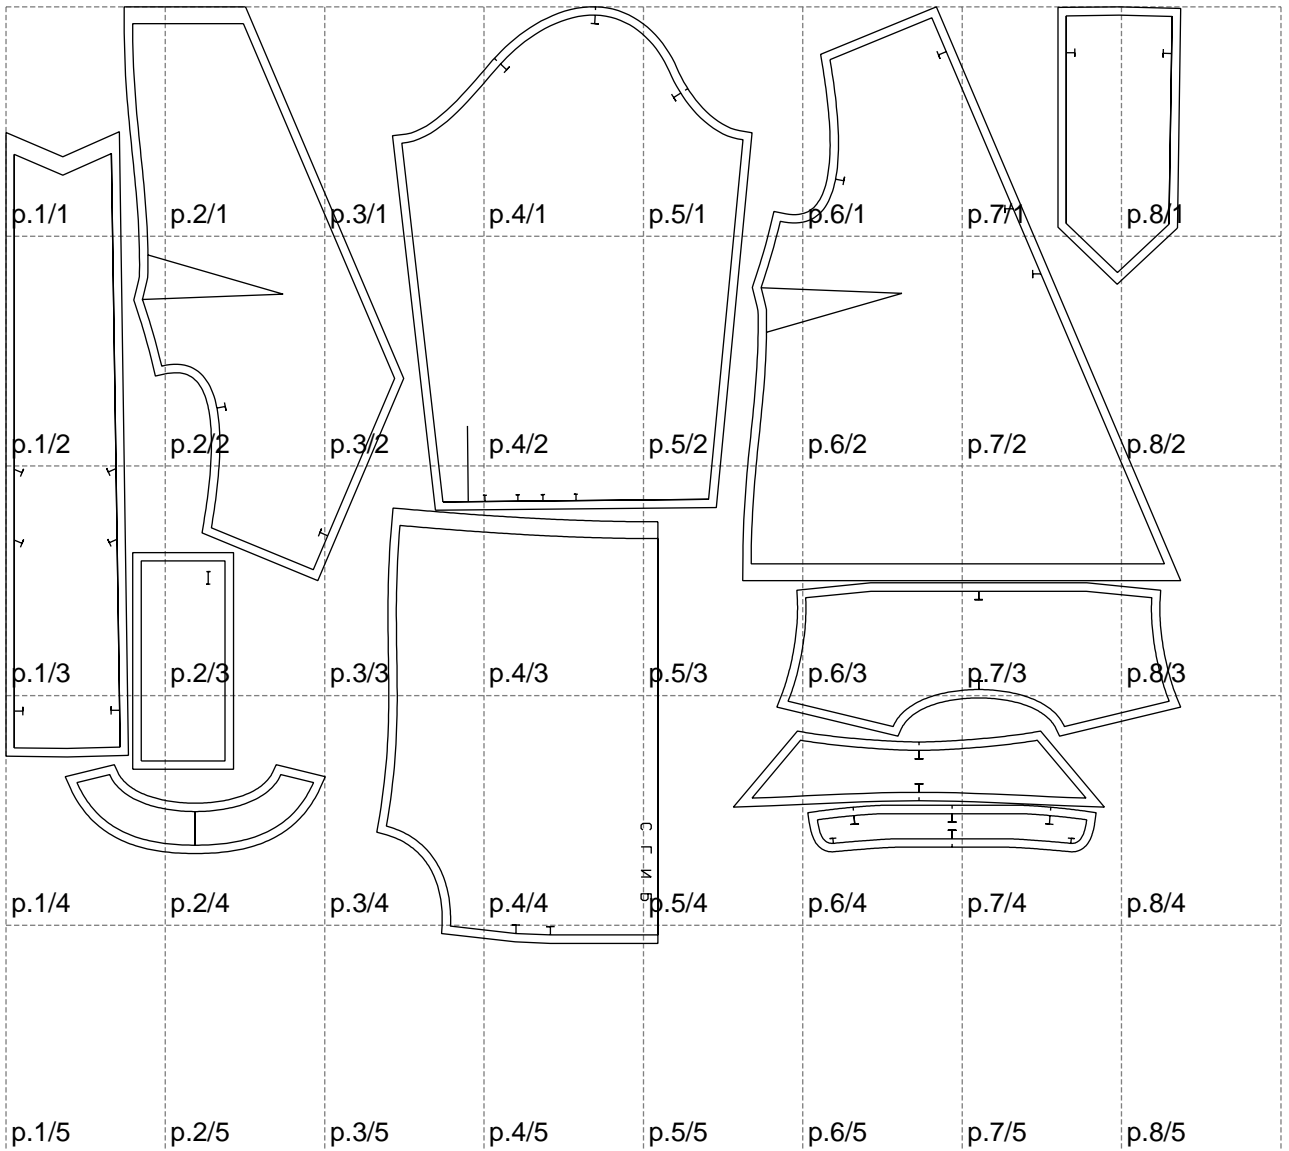 p.1/1 p.2/1 p.3/1 p.4/1 p.5/1 p.6/1 p.7/1 p.8/1
p.1/2 p.2/2 p.3/2 p.4/2 p.5/2 p.6/2 p.7/2 p.8/2
p.1/3 p.2/3 p.3/3 p.4/3 p.5/3 p.6/3 p.7/3 p.8/3
сгиб
p.1/4 p.2/4 p.3/4 p.4/4 p.5/4 p.6/4 p.7/4 p.8/4
p.1/5 p.2/5 p.3/5 p.4/5 p.5/5 p.6/5 p.7/5 p.8/5